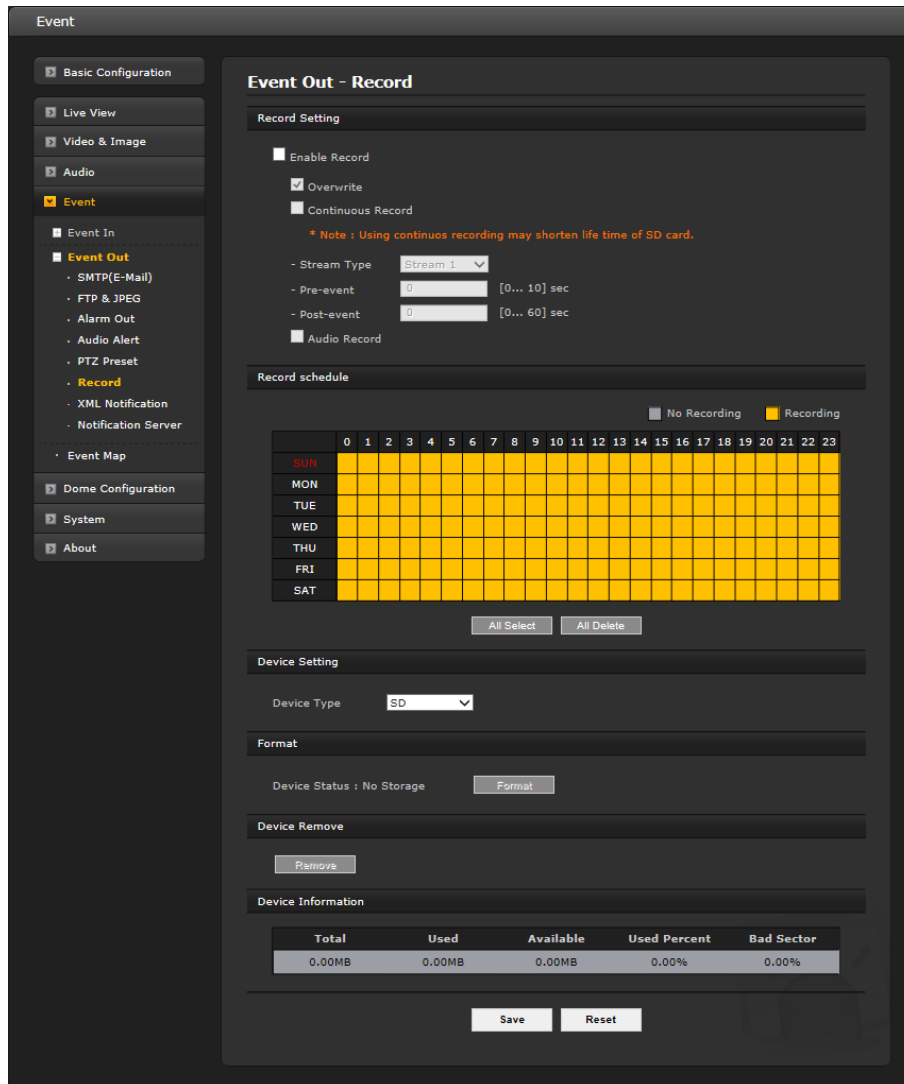 Event
Basic Configuration
Live View
Video & Image
Audio
Event
Event In
Event Out
· SMTP(E-Mail)
· FTP & JPEG
· Alarm Out
· Audio Alert
· PTZ Preset
· Record
· XML Notification
· Notification Server
· Event Map
Dome Configuration
System
About
Event Out - Record
Record Setting
Enable Record
Overwrite
Continuous Record
* Note : Using continuos recording may shorten life time of SD card.
- Stream Type Stream 1
- Pre-event 0 [0... 10] sec
- Post-event 0 [0... 60] sec
Audio Record
Record schedule
No Recording Recording
0 1 2 3 4 5 6 7 8 9 10 11 12 13 14 15 16 17 18 19 20 21 22 23
SUN
MON
TUE
WED
THU
FRI
SAT
All Select All Delete
Device Setting
Device Type SD
Format
Device Status : No Storage Format
Device Remove
Remove
Device Information
Total Used Available Used Percent Bad Sector
0.00MB 0.00MB 0.00MB 0.00% 0.00%
Save Reset